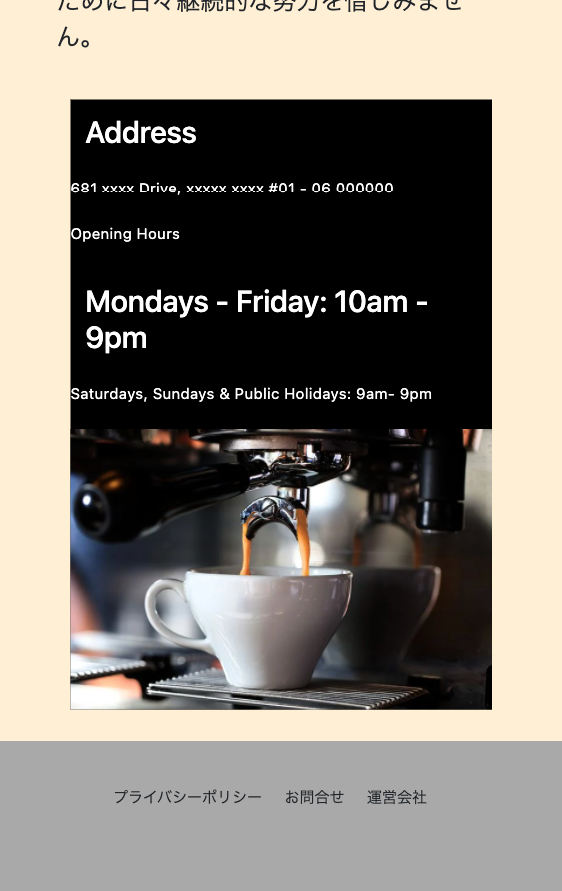 ために日々継続的な努力を惜しみませ
ん。
Address
681 xxxx Drive, xxxxx xxxx #01 - 06 000000
Opening Hours
Mondays - Friday: 10am -
9pm
Saturdays, Sundays & Public Holidays: 9am- 9pm
プライバシーポリシー お問合せ 運営会社